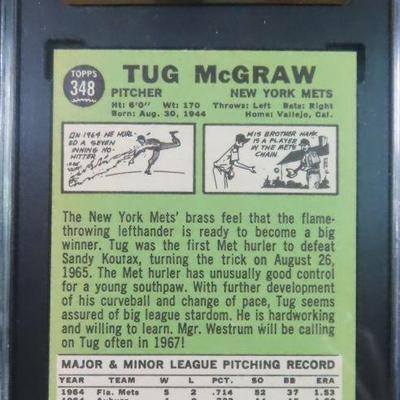 TOPPS
348
TUG McGRAW
PITCHER NEW YORK METS
Ht: 6'0" Wt: 170 Throws: Left Bats: Right
Born: Aug. 30, 1944 Home: Vallejo, Cal.
IN 1964 HE HURL-
ED A SEVEN
INNING NO-
HITTER
HIS BROTHER HANK
IS A PLAYER
IN THE METS'
CHAIN.
The New York Mets' brass feel that the flame-
throwing lefthander is ready to become a big
winner. Tug was the first Met hurler to defeat
Sandy Koufax, turning the trick on August 26,
1965. The Met hurler has unusually good control
for a young southpaw. With further development
of his curveball and change of pace, Tug seems
assured of big league stardom. He is hardworking
and willing to learn. Mgr. Westrum will be calling
on Tug often in 1967!
MAJOR & MINOR LEAGUE PITCHING RECORD
YEAR TEAM W L PCT. SO BB ERA
1964 Fla. Mets 5 2 .714 52 37 1.53